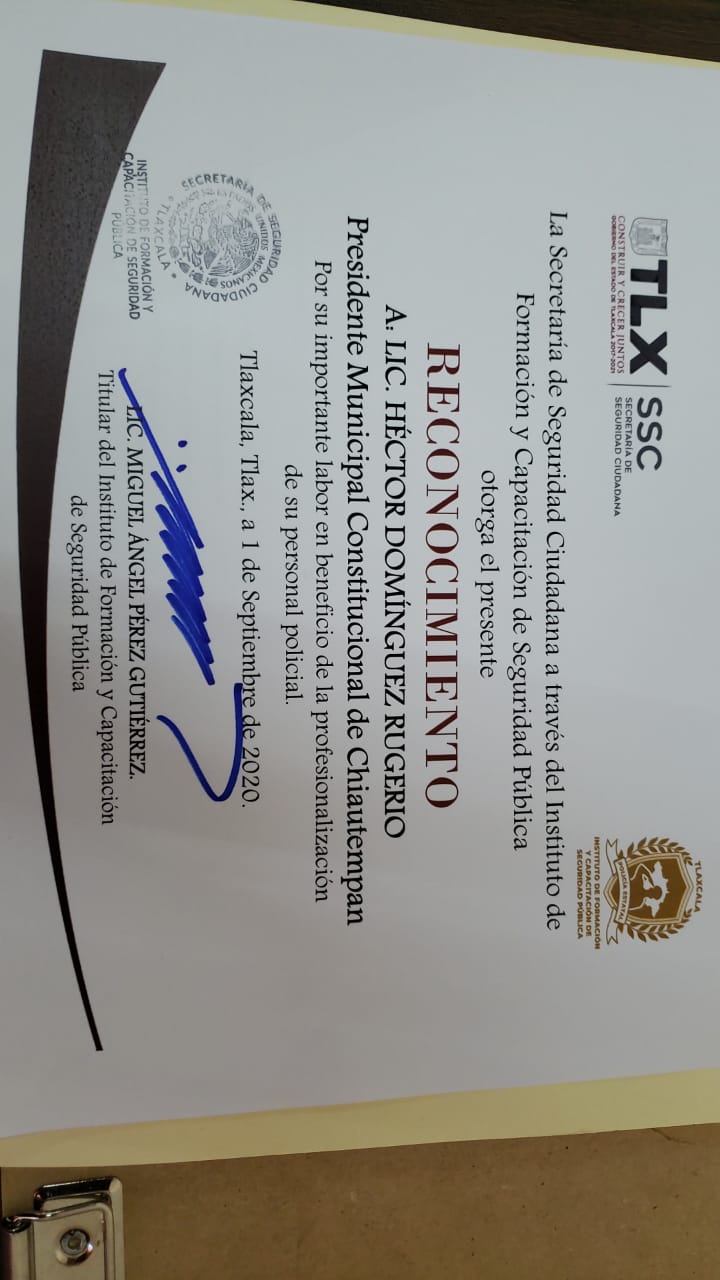 TLX
CONSTRUIR Y CRECER JUNTOS
GOBIERNO DEL ESTADO DE TLAXCALA 2017-2021
SSC
SECRETARÍA DE
SEGURIDAD CIUDADANA
TLAXCALA
POLICÍA ESTATAL
INSTITUTO DE FORMACIÓN
Y CAPACITACIÓN DE
SEGURIDAD PÚBLICA
La Secretaría de Seguridad Ciudadana a través del Instituto de
Formación y Capacitación de Seguridad Pública
otorga el presente
RECONOCIMIENTO
A: LIC. HÉCTOR DOMÍNGUEZ RUGERIO
Presidente Municipal Constitucional de Chiautempan
Por su importante labor en beneficio de la profesionalización
de su personal policial.
Tlaxcala, Tlax., a 1 de Septiembre de 2020.
SECRETARÍA DE SEGURIDAD CIUDADANA
ESTADOS UNIDOS MEXICANOS
TLAXCALA
INSTITUTO DE FORMACIÓN Y
CAPACITACIÓN DE SEGURIDAD
PÚBLICA
LIC. MIGUEL ÁNGEL PÉREZ GUTIÉRREZ.
Titular del Instituto de Formación y Capacitación
de Seguridad Pública